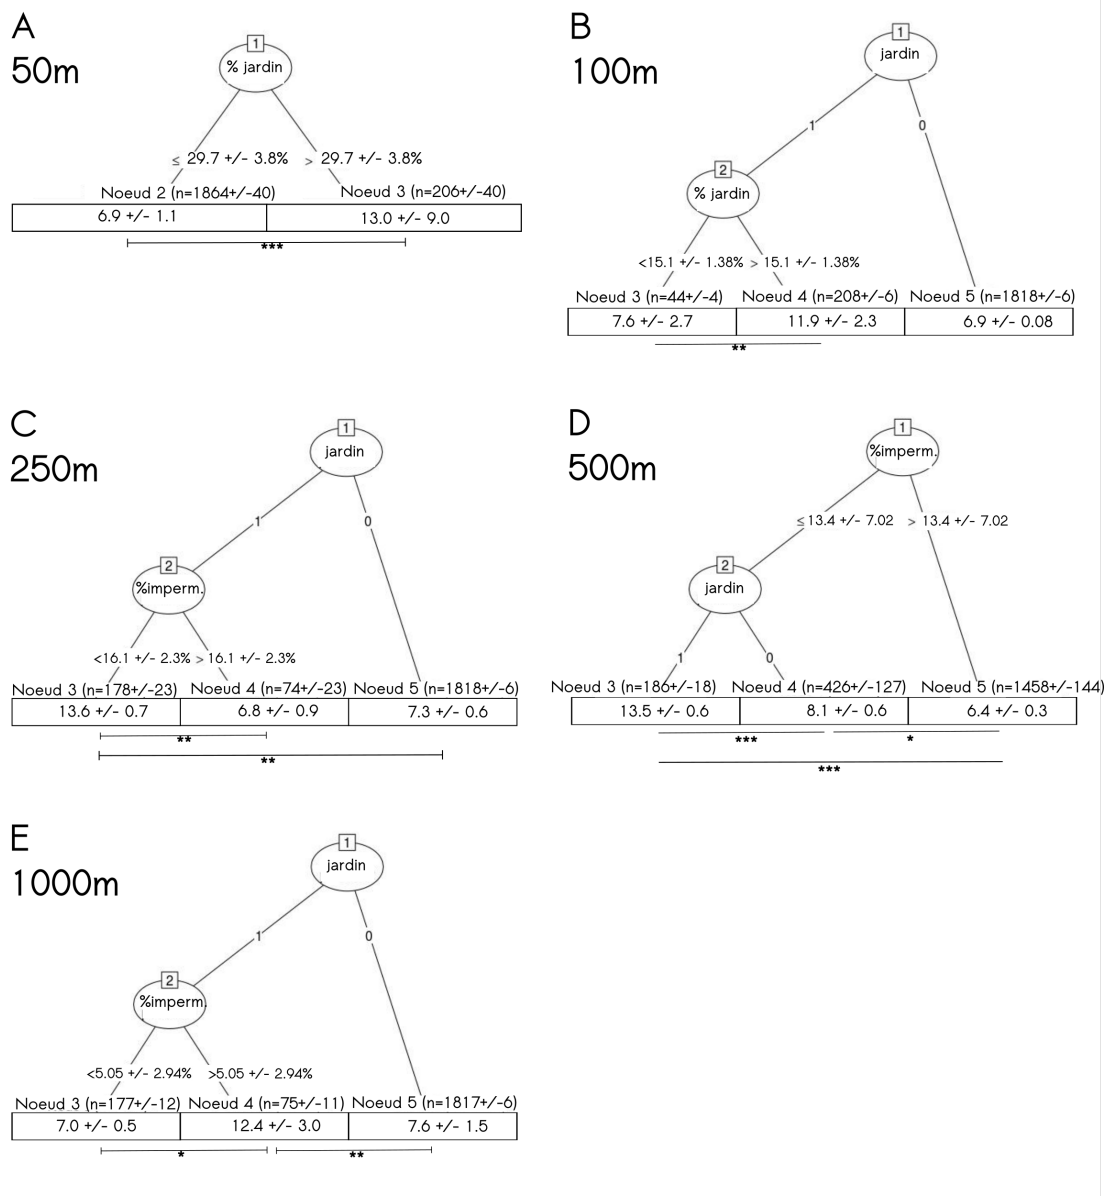 A
50m
1
% jardin
≤ 29.7 +/- 3.8% > 29.7 +/- 3.8%
Noeud 2 (n=1864+/-40) Noeud 3 (n=206+/-40)
6.9 +/- 1.1 13.0 +/- 9.0
***
B
100m
1
jardin
1 0
2
% jardin
<15.1 +/- 1.38% > 15.1 +/- 1.38%
Noeud 3 (n=44+/-4) Noeud 4 (n=208+/-6) Noeud 5 (n=1818+/-6)
7.6 +/- 2.7 11.9 +/- 2.3 6.9 +/- 0.08
**
C
250m
1
jardin
1 0
2
%imperm.
<16.1 +/- 2.3% > 16.1 +/- 2.3%
Noeud 3 (n=178+/-23) Noeud 4 (n=74+/-23) Noeud 5 (n=1818+/-6)
13.6 +/- 0.7 6.8 +/- 0.9 7.3 +/- 0.6
**
**
D
500m
1
%imperm.
≤ 13.4 +/- 7.02 > 13.4 +/- 7.02
2
jardin
1 0
Noeud 3 (n=186+/-18) Noeud 4 (n=426+/-127) Noeud 5 (n=1458+/-144)
13.5 +/- 0.6 8.1 +/- 0.6 6.4 +/- 0.3
*** *
***
E
1000m
1
jardin
1 0
2
%imperm.
<5.05 +/- 2.94% >5.05 +/- 2.94%
Noeud 3 (n=177+/-12) Noeud 4 (n=75+/-11) Noeud 5 (n=1817+/-6)
7.0 +/- 0.5 12.4 +/- 3.0 7.6 +/- 1.5
* **